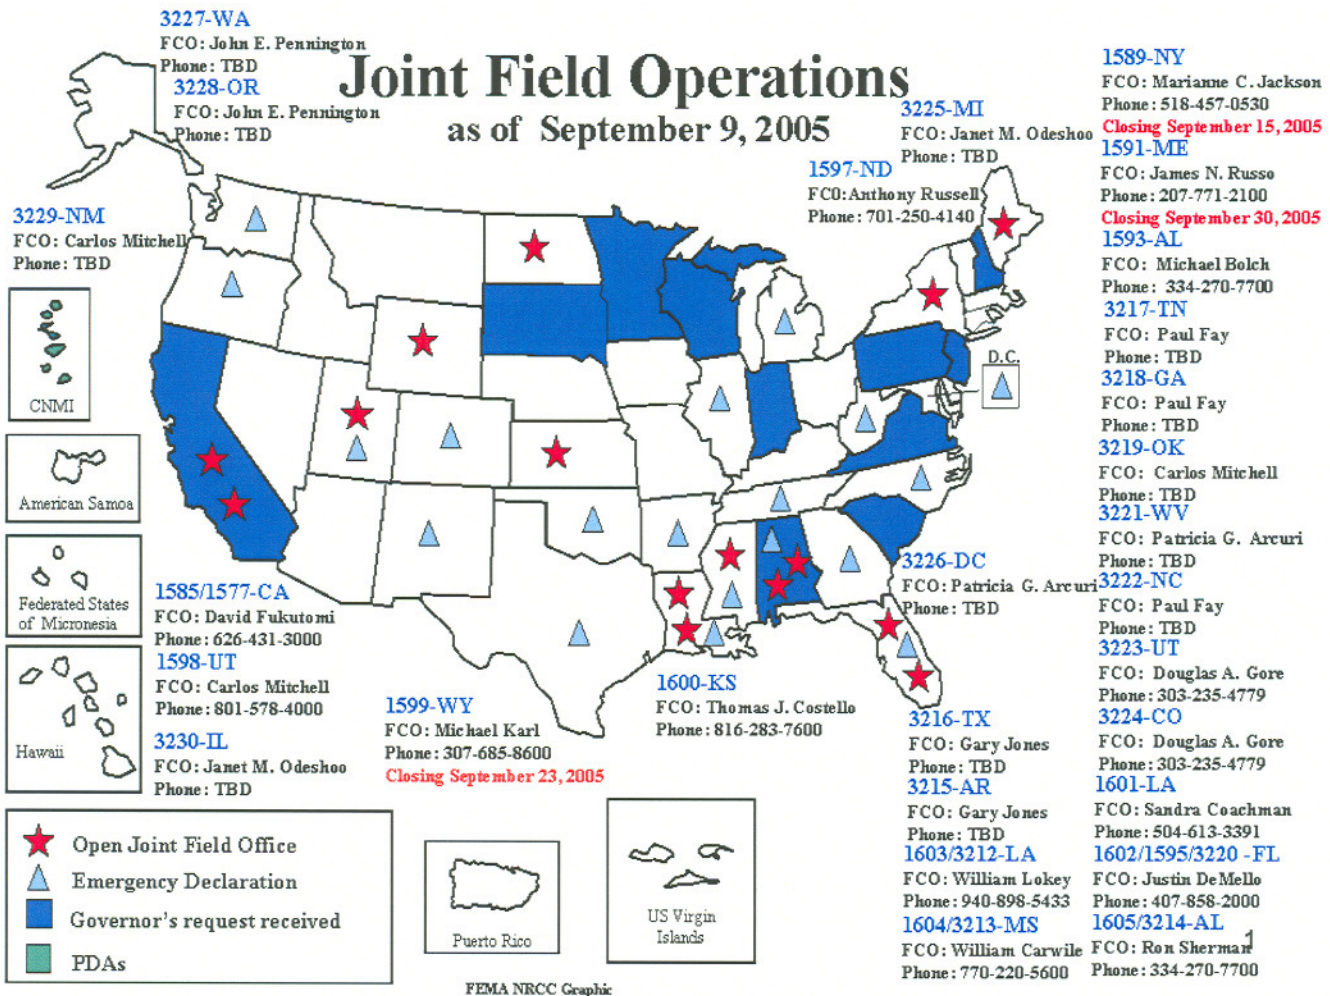 3227-WA
FCO: John E. Pennington
Phone: TBD
3228-OR
FCO: John E. Pennington
Phone: TBD
Joint Field Operations
as of September 9, 2005
3225-MI
FCO: Janet M. Odeshoo
Phone: TBD
1597-ND
FC0:Anthony Russell
Phone: 701-250-4140
1589-NY
FCO: Marianne C. Jackson
Phone: 518-457-0530
Closing September 15, 2005
1591-ME
FCO: James N. Russo
Phone: 207-771-2100
Closing September 30, 2005
1593-AL
FCO: Michael Bolch
Phone: 334-270-7700
3217-TN
FCO: Paul Fay
Phone: TBD
3218-GA
FCO: Paul Fay
Phone: TBD
3219-OK
FCO: Carlos Mitchell
Phone: TBD
3221-WV
FCO: Patricia G. Arcuri
Phone: TBD
3222-NC
FCO: Paul Fay
Phone: TBD
3223-UT
FCO: Douglas A. Gore
Phone: 303-235-4779
3224-CO
FCO: Douglas A. Gore
Phone: 303-235-4779
1601-LA
FCO: Sandra Coachman
Phone: 504-613-3391
1602/1595/3220 -FL
FCO: Justin DeMello
Phone: 407-858-2000
1605/3214-AL
FCO: Ron Sherman
Phone: 334-270-7700
1
3229-NM
FCO: Carlos Mitchell
Phone: TBD
D.C.
CNMI
American Samoa
Federated States
of Micronesia
Hawaii
1585/1577-CA
FCO: David Fukutomi
Phone: 626-431-3000
1598-UT
FCO: Carlos Mitchell
Phone: 801-578-4000
3230-IL
FCO: Janet M. Odeshoo
Phone: TBD
1599-WY
FCO: Michael Karl
Phone: 307-685-8600
Closing September 23, 2005
1600-KS
FCO: Thomas J. Costello
Phone: 816-283-7600
3226-DC
FCO: Patricia G. Arcuri
Phone: TBD
3216-TX
FCO: Gary Jones
Phone: TBD
3215-AR
FCO: Gary Jones
Phone: TBD
1603/3212-LA
FCO: William Lokey
Phone: 940-898-5433
1604/3213-MS
FCO: William Carwile
Phone: 770-220-5600
Open Joint Field Office
Emergency Declaration
Governor's request received
PDAs
Puerto Rico
US Virgin
Islands
FEMA NRCC Graphic